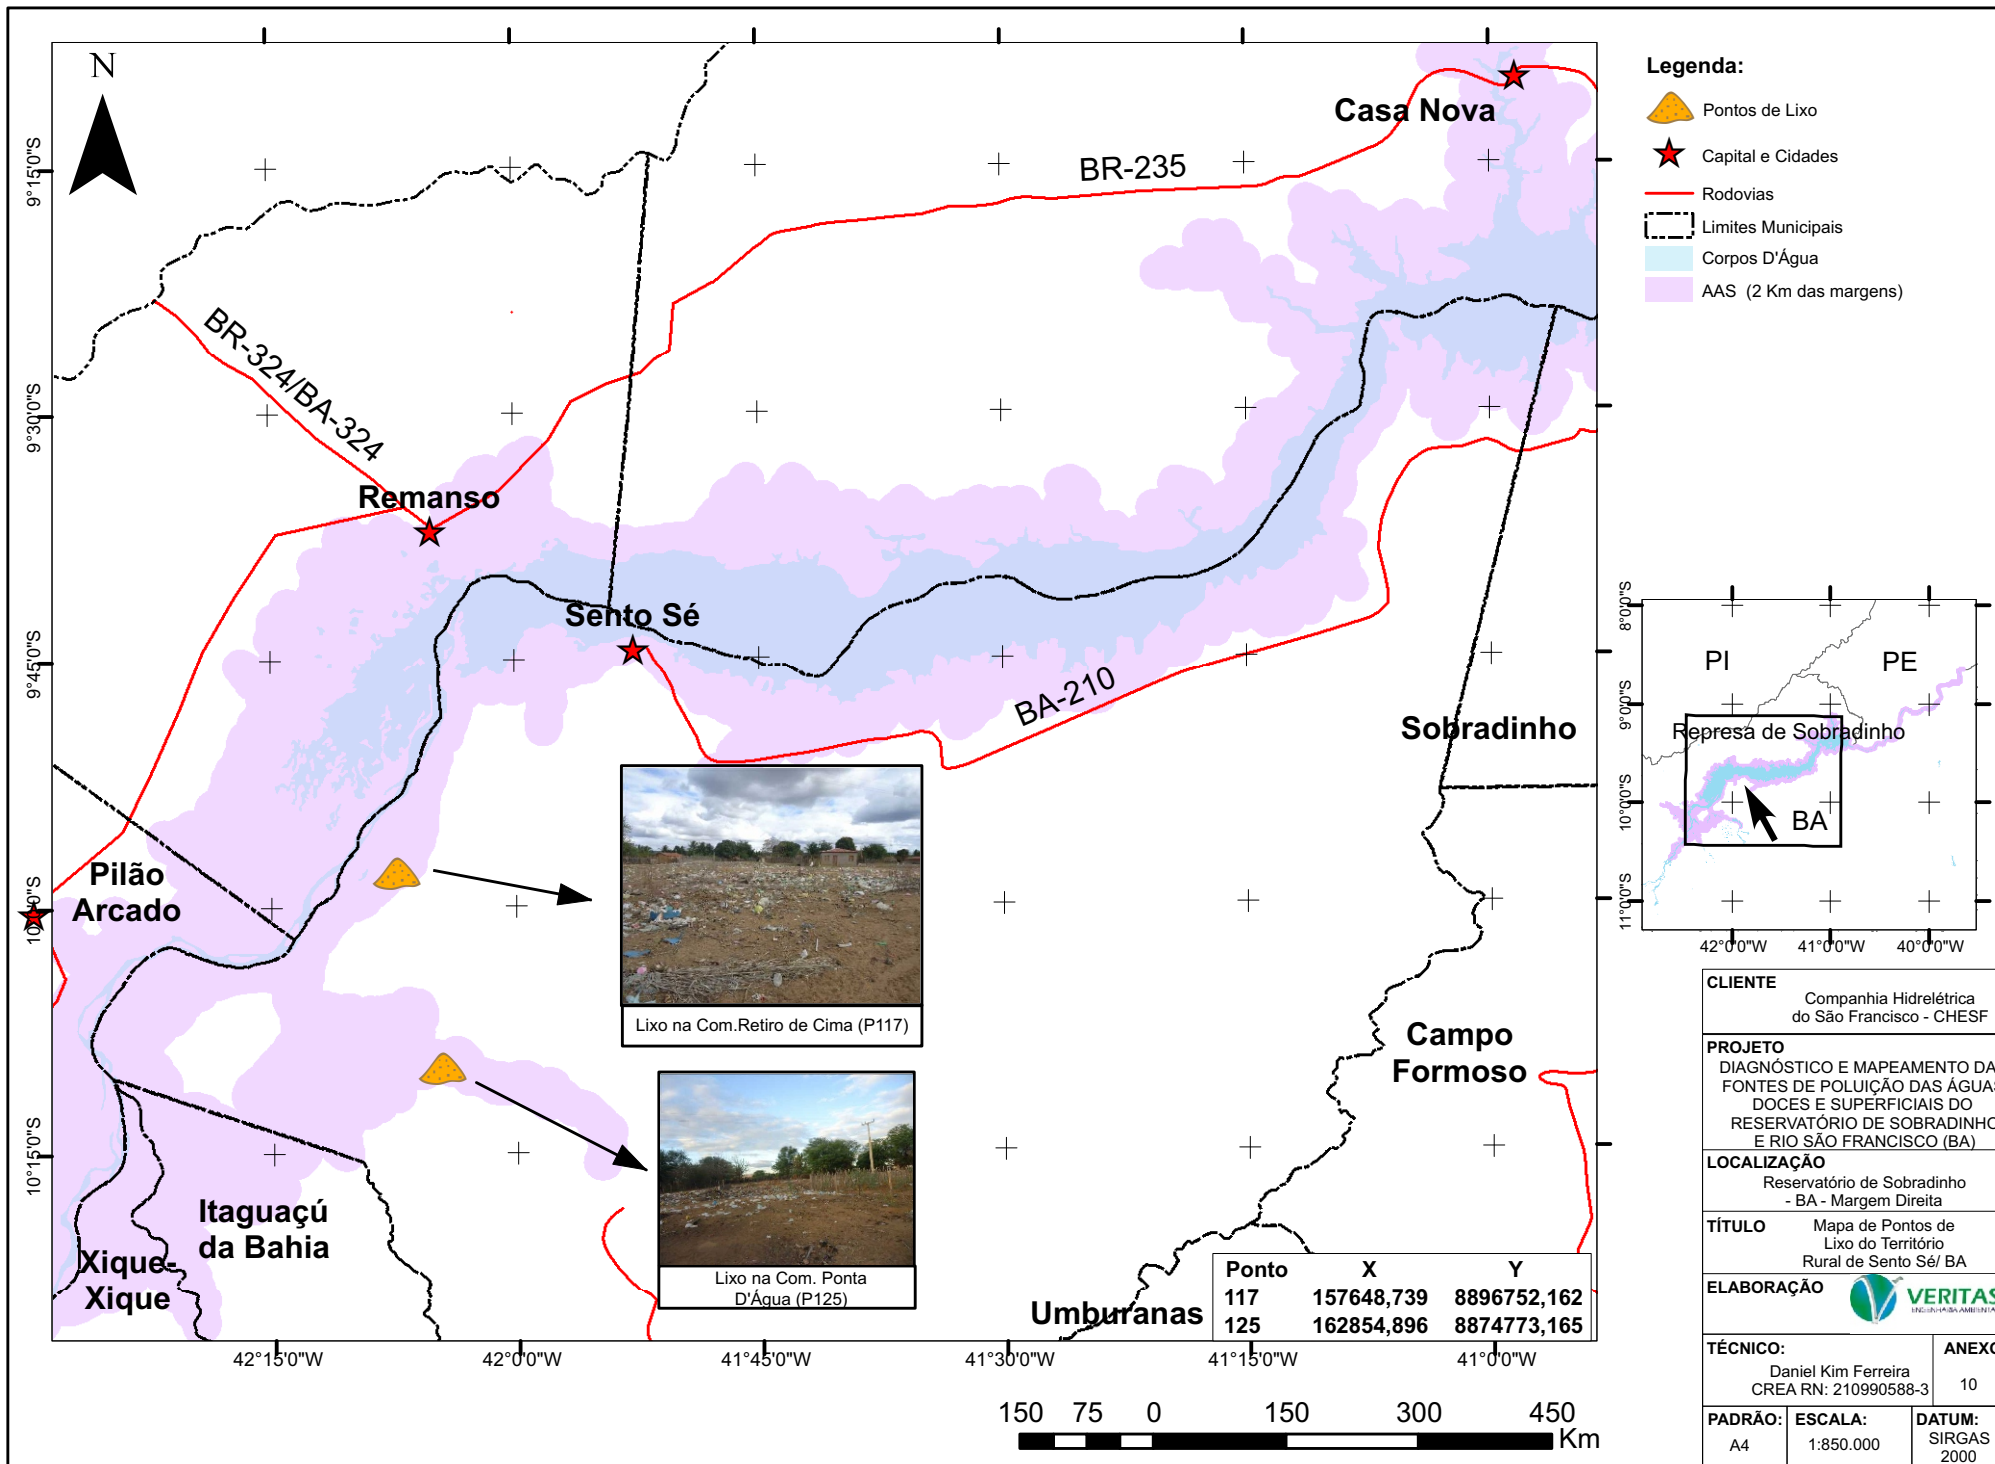 N
Casa Nova
BR-235
BR-324/BA-324
Remanso
Sento Sé
BA-210
Sobradinho
Pilão
Arcado
Lixo na Com.Retiro de Cima (P117)
Campo
Formoso
Lixo na Com. Ponta
D'Água (P125)
Itaguaçú
da Bahia
Xique-
Xique
Umburanas
Ponto X Y
117 157648,739 8896752,162
125 162854,896 8874773,165
9°15'0"S
9°30'0"S
9°45'0"S
10°0'0"S
10°15'0"S
42°15'0"W 42°0'0"W 41°45'0"W 41°30'0"W 41°15'0"W 41°0'0"W
150 75 0 150 300 450
Km
Legenda:
Pontos de Lixo
Capital e Cidades
Rodovias
Limites Municipais
Corpos D'Água
AAS (2 Km das margens)
8°0'0"S
9°0'0"S
10°0'0"S
11°0'0"S
PI PE
Represa de Sobradinho
BA
42°0'0"W 41°0'0"W 40°0'0"W
CLIENTE
Companhia Hidrelétrica
do São Francisco - CHESF
PROJETO
DIAGNÓSTICO E MAPEAMENTO DA
FONTES DE POLUIÇÃO DAS ÁGUAS
DOCES E SUPERFICIAIS DO
RESERVATÓRIO DE SOBRADINHO
E RIO SÃO FRANCISCO (BA)
LOCALIZAÇÃO
Reservatório de Sobradinho
- BA - Margem Direita
TÍTULO
Mapa de Pontos de
Lixo do Território
Rural de Sento Sé/ BA
ELABORAÇÃO
VERITAS
ENGENHARIA AMBIENTA
TÉCNICO:
Daniel Kim Ferreira
CREA RN: 210990588-3
ANEXO
10
PADRÃO:
A4
ESCALA:
1:850.000
DATUM:
SIRGAS
2000